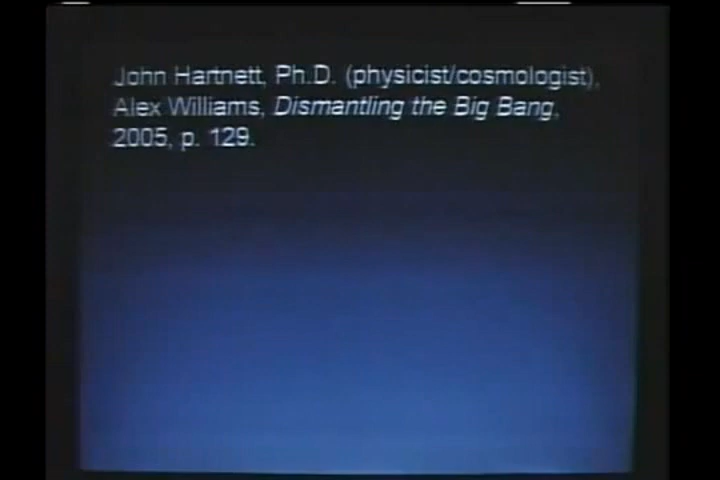 John Hartnett, Ph.D. (physicist/cosmologist),
Alex Williams, Dismantling the Big Bang,
2005, p. 129.